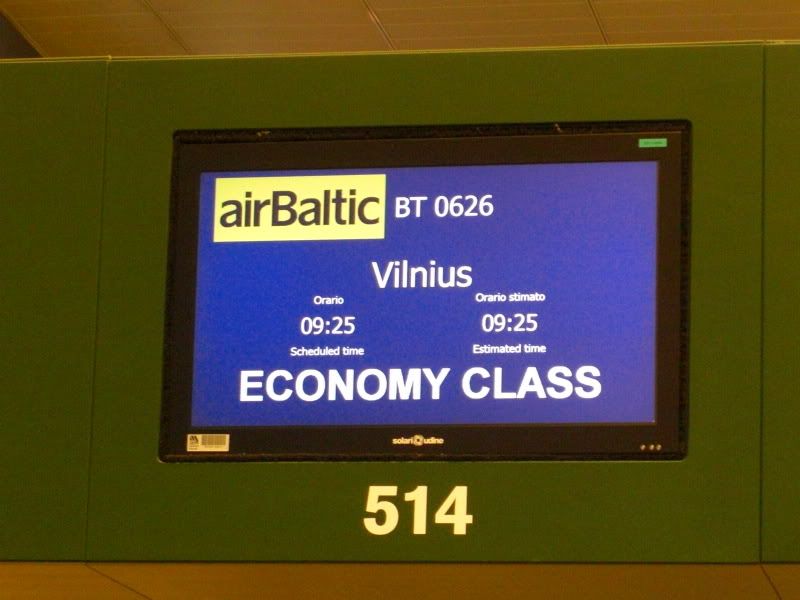 airBaltic BT 0626
Vilnius
Orario Orario stimato
09:25 09:25
Scheduled time Estimated time
ECONOMY CLASS
solari udine
514